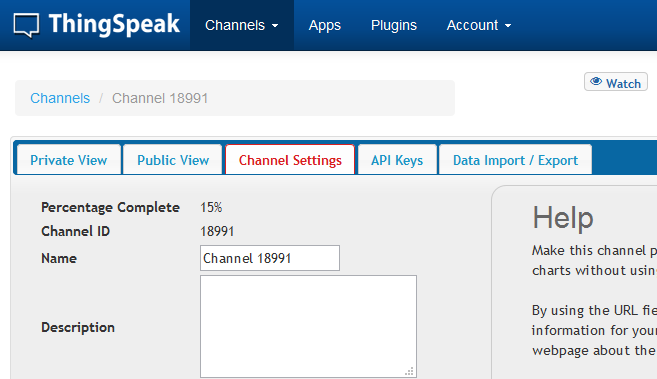 ThingSpeak Channels Apps Plugins Account
Watch
Channels / Channel 18991
Private View Public View Channel Settings API Keys Data Import / Export
Percentage Complete 15%
Channel ID 18991
Name Channel 18991
Description
Help
Make this channel p
charts without usin
By using the URL fie
information for your
webpage about the